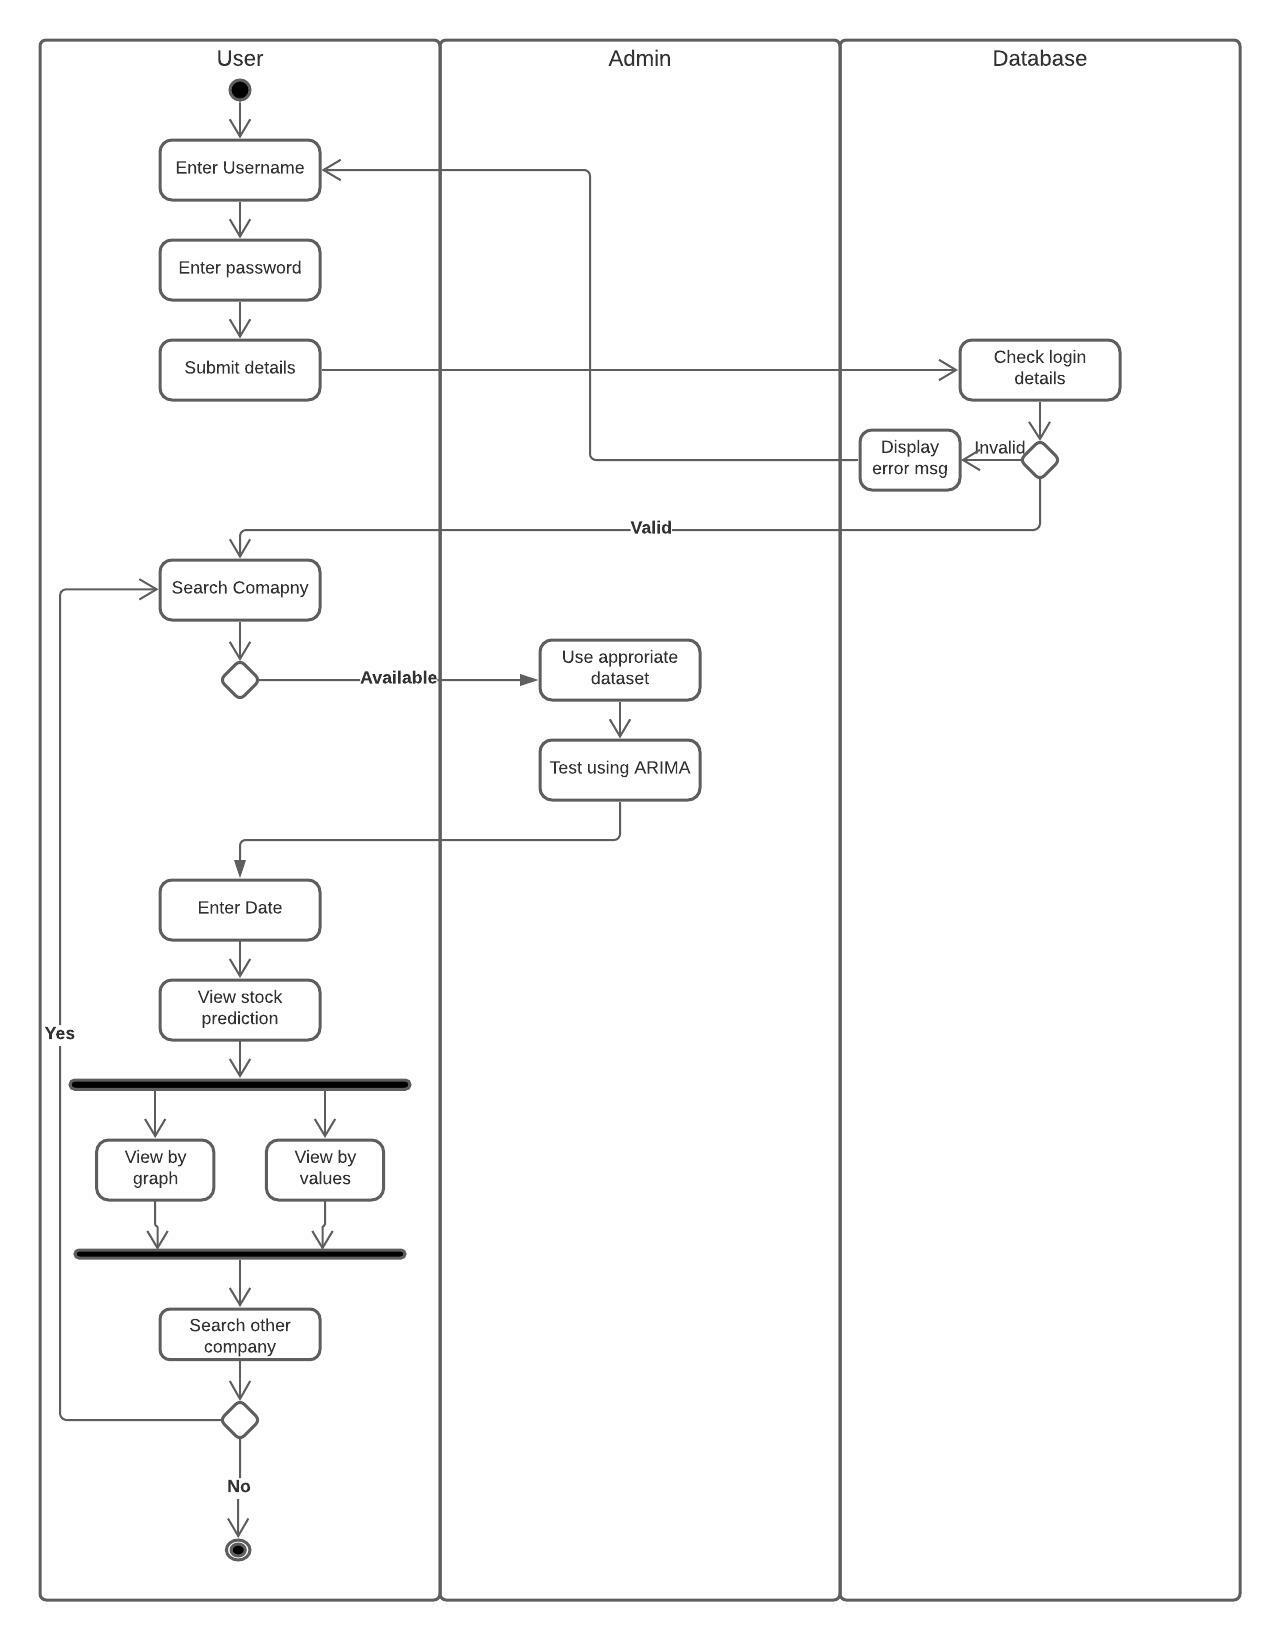 User
Admin
Database
Enter Username
Enter password
Submit details
Check login
details
Invalid
Display
error msg
Valid
Search Comapny
Available
Use approriate
dataset
Test using ARIMA
Enter Date
View stock
prediction
Yes
View by
graph
View by
values
Search other
company
No